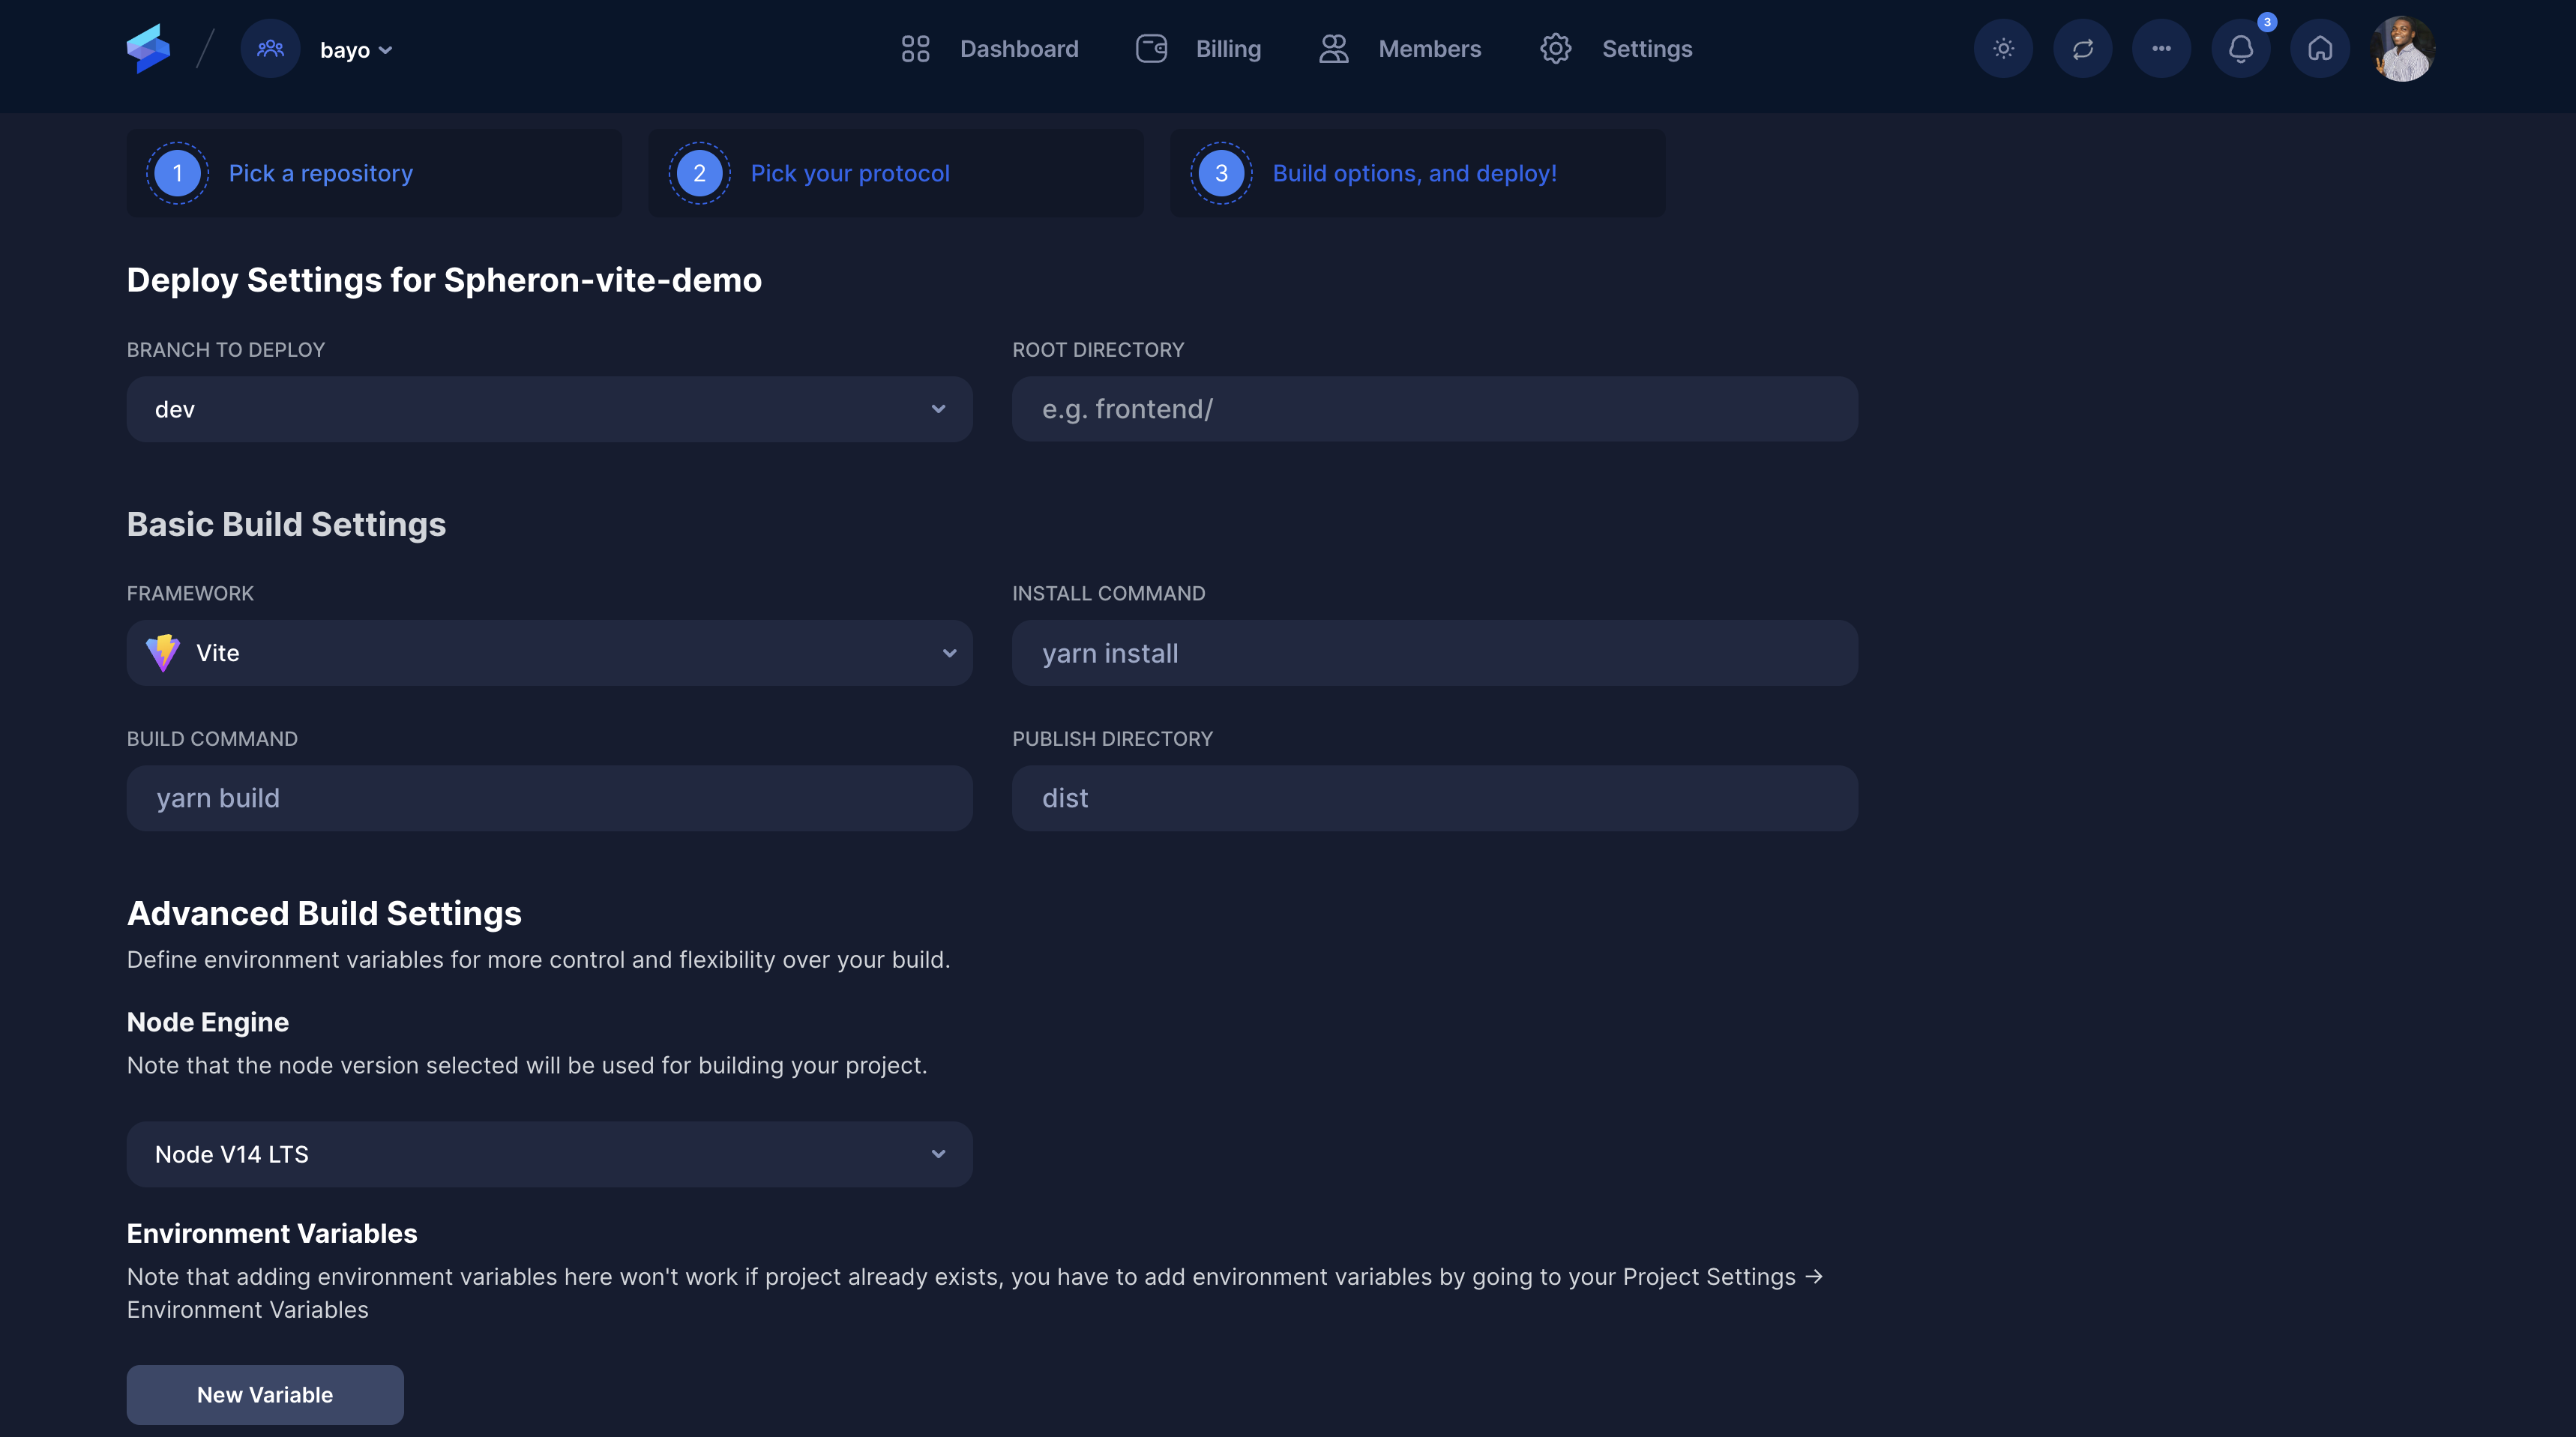 bayo
Dashboard
Billing
Members
Settings
3
1 Pick a repository
2 Pick your protocol
3 Build options, and deploy!
Deploy Settings for Spheron-vite-demo
BRANCH TO DEPLOY
ROOT DIRECTORY
dev
e.g. frontend/
Basic Build Settings
FRAMEWORK
INSTALL COMMAND
Vite
yarn install
BUILD COMMAND
PUBLISH DIRECTORY
yarn build
dist
Advanced Build Settings
Define environment variables for more control and flexibility over your build.
Node Engine
Note that the node version selected will be used for building your project.
Node V14 LTS
Environment Variables
Note that adding environment variables here won't work if project already exists, you have to add environment variables by going to your Project Settings →
Environment Variables
New Variable